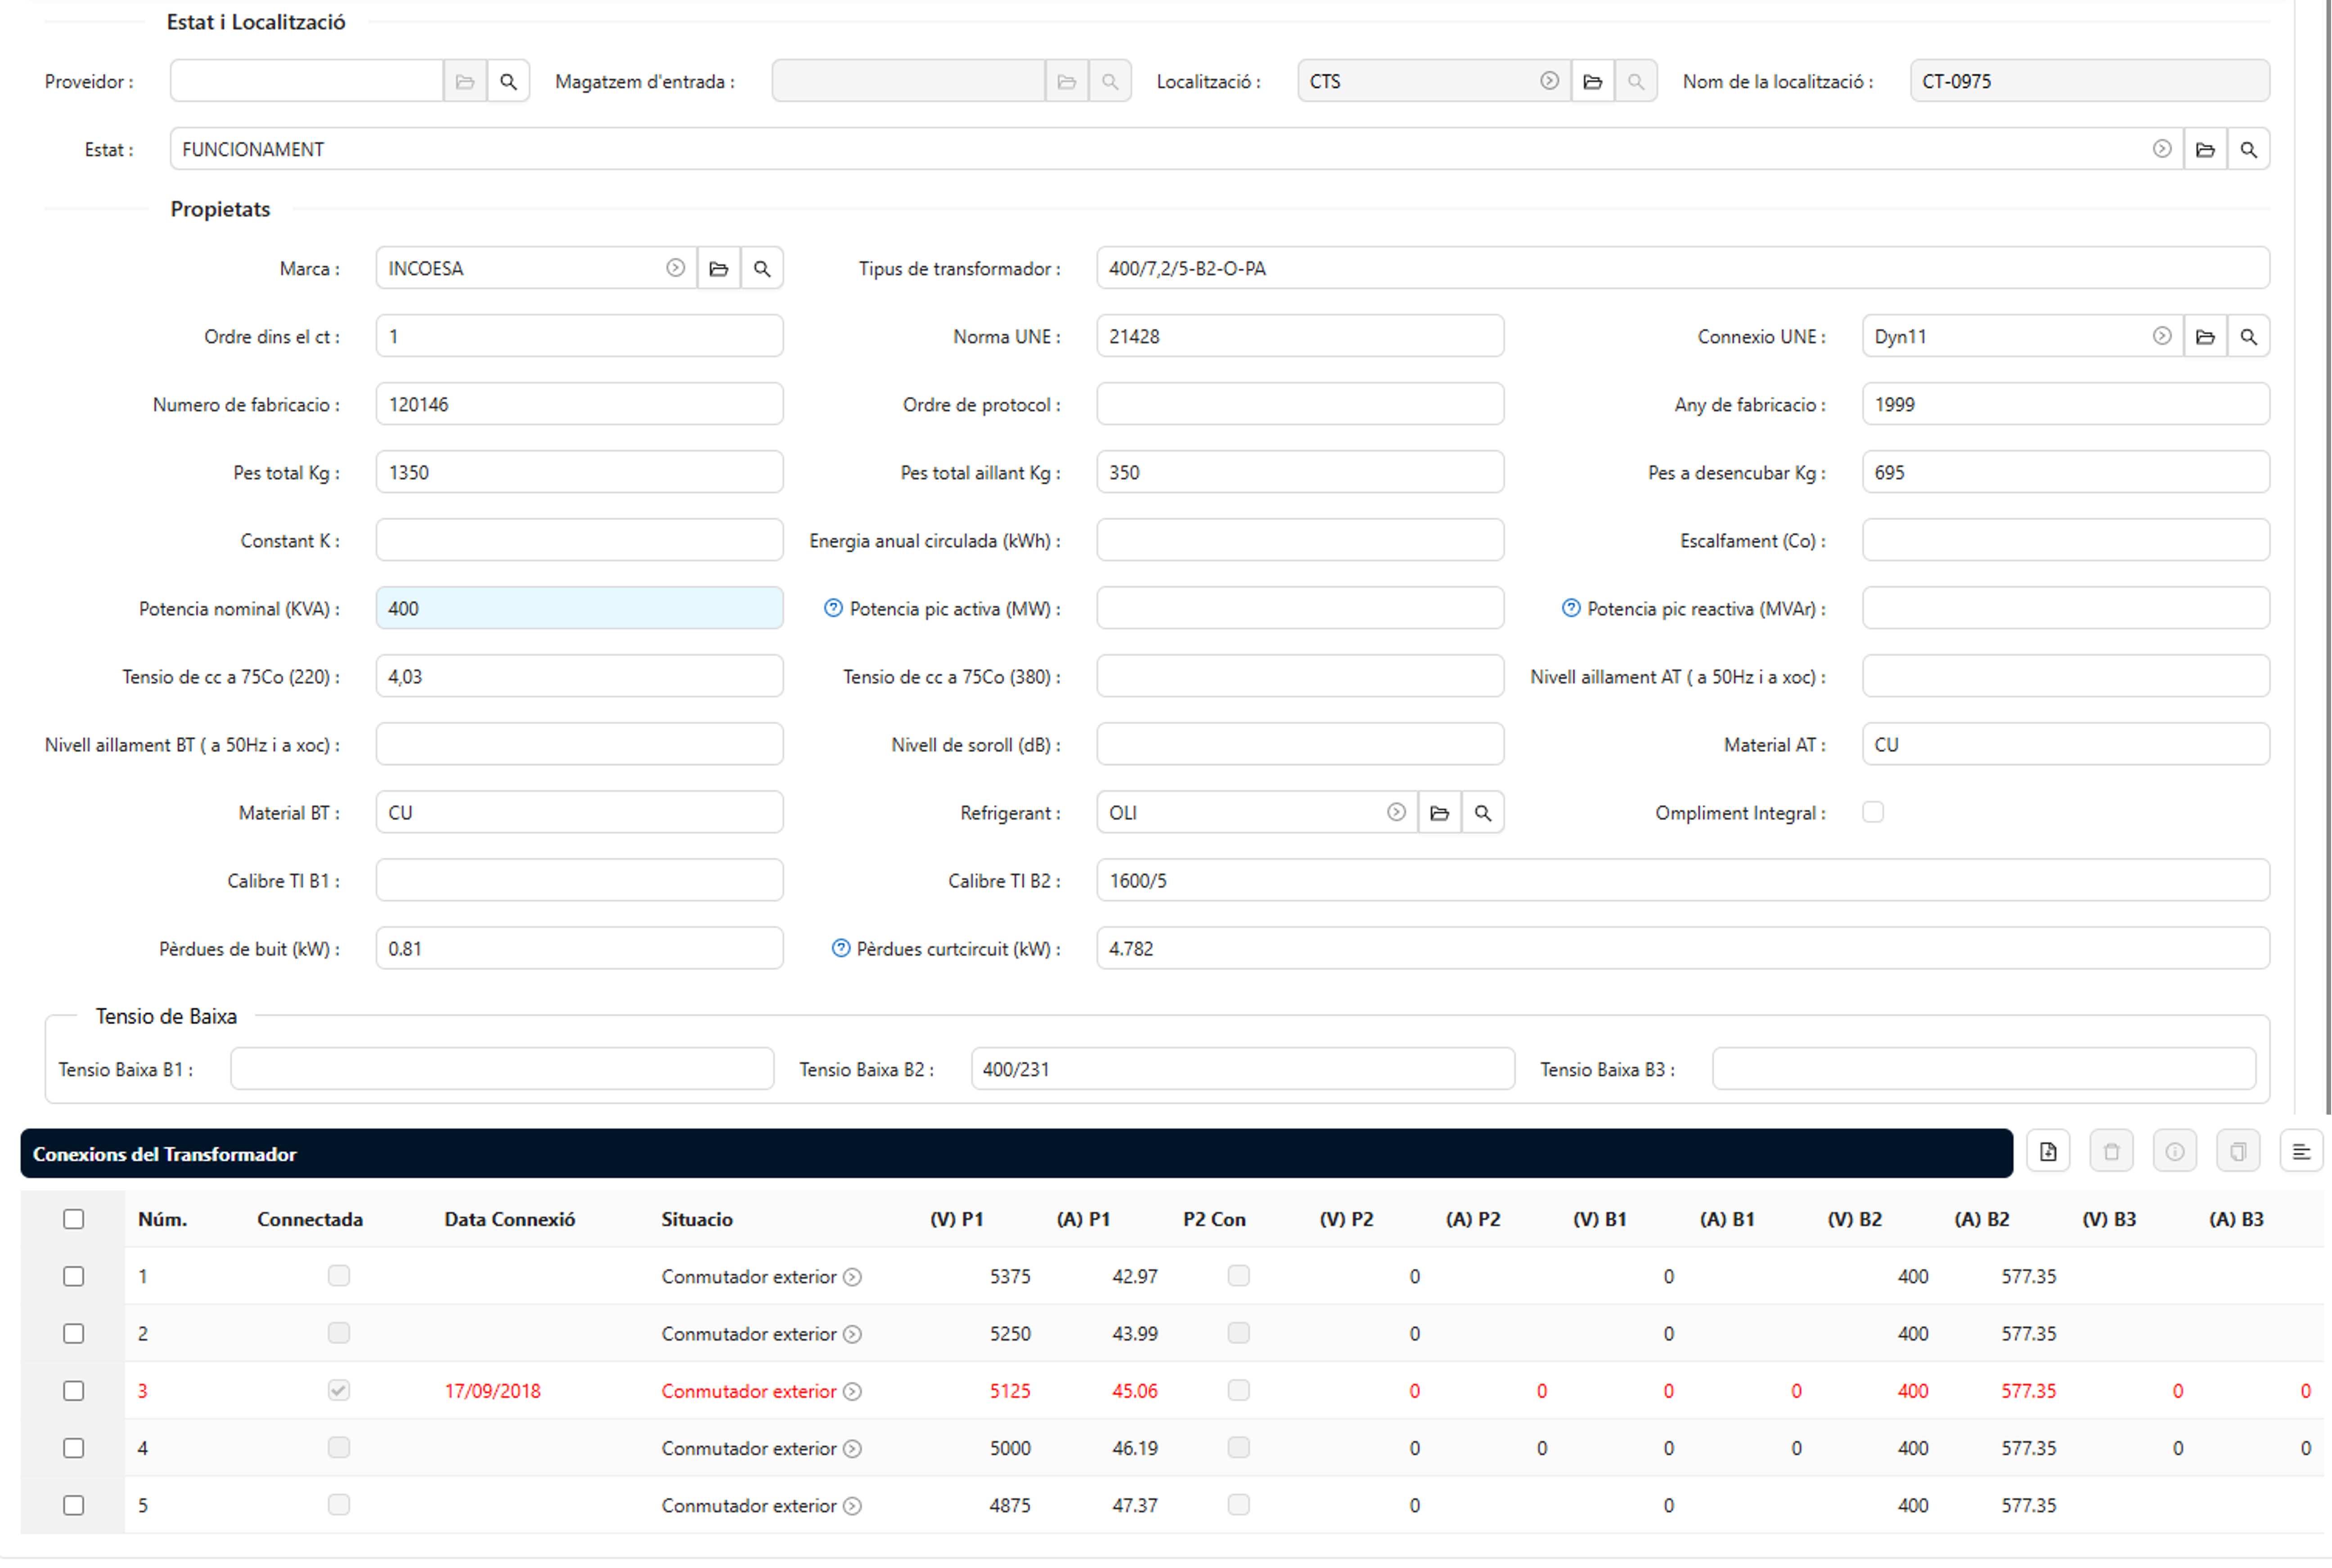 Estat i Localització
Proveidor : Magatzem d'entrada : Localització : CTS Nom de la localització : CT-0975
Estat : FUNCIONAMENT
Propietats
Marca : INCOESA Tipus de transformador : 400/7,2/5-B2-O-PA
Ordre dins el ct : 1 Norma UNE : 21428 Connexio UNE : Dyn11
Numero de fabricacio : 120146 Ordre de protocol : Any de fabricacio : 1999
Pes total Kg : 1350 Pes total aillant Kg : 350 Pes a desencubar Kg : 695
Constant K : Energia anual circulada (kWh) : Escalfament (Co) :
Potencia nominal (KVA) : 400 Potencia pic activa (MW) : Potencia pic reactiva (MVAr) :
Tensio de cc a 75Co (220) : 4,03 Tensio de cc a 75Co (380) : Nivell aillament AT ( a 50Hz i a xoc) :
Nivell aillament BT ( a 50Hz i a xoc) : Nivell de soroll (dB) : Material AT : CU
Material BT : CU Refrigerant : OLI Ompliment Integral :
Calibre TI B1 : Calibre TI B2 : 1600/5
Pèrdues de buit (kW) : 0.81 Pèrdues curtcircuit (kW) : 4.782
Tensio de Baixa
Tensio Baixa B1 : Tensio Baixa B2 : 400/231 Tensio Baixa B3 :
Conexions del Transformador
Núm. Connectada Data Connexió Situacio (V) P1 (A) P1 P2 Con (V) P2 (A) P2 (V) B1 (A) B1 (V) B2 (A) B2 (V) B3 (A) B3
1 Conmutador exterior 5375 42.97 0 0 400 577.35
2 Conmutador exterior 5250 43.99 0 0 400 577.35
3 17/09/2018 Conmutador exterior 5125 45.06 0 0 0 0 400 577.35 0 0
4 Conmutador exterior 5000 46.19 0 0 0 0 400 577.35 0 0
5 Conmutador exterior 4875 47.37 0 0 400 577.35